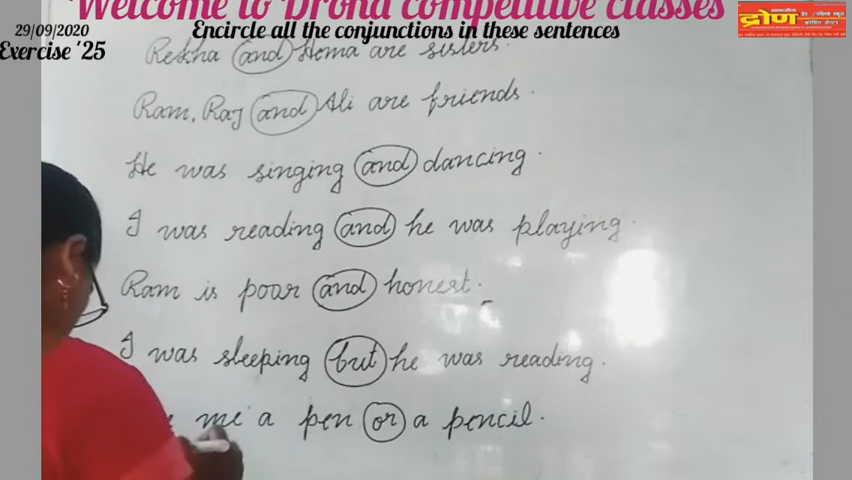 Welcome to Drona competitive classes
29/09/2020
Encircle all the conjunctions in these sentences
Exercise '25
द्रोण
Rekha and Hema are sisters.
Ram, Raj and Ali are friends.
He was singing and dancing.
I was reading and he was playing.
Ram is poor and honest.
I was sleeping but he was reading.
me a pen or a pencil.